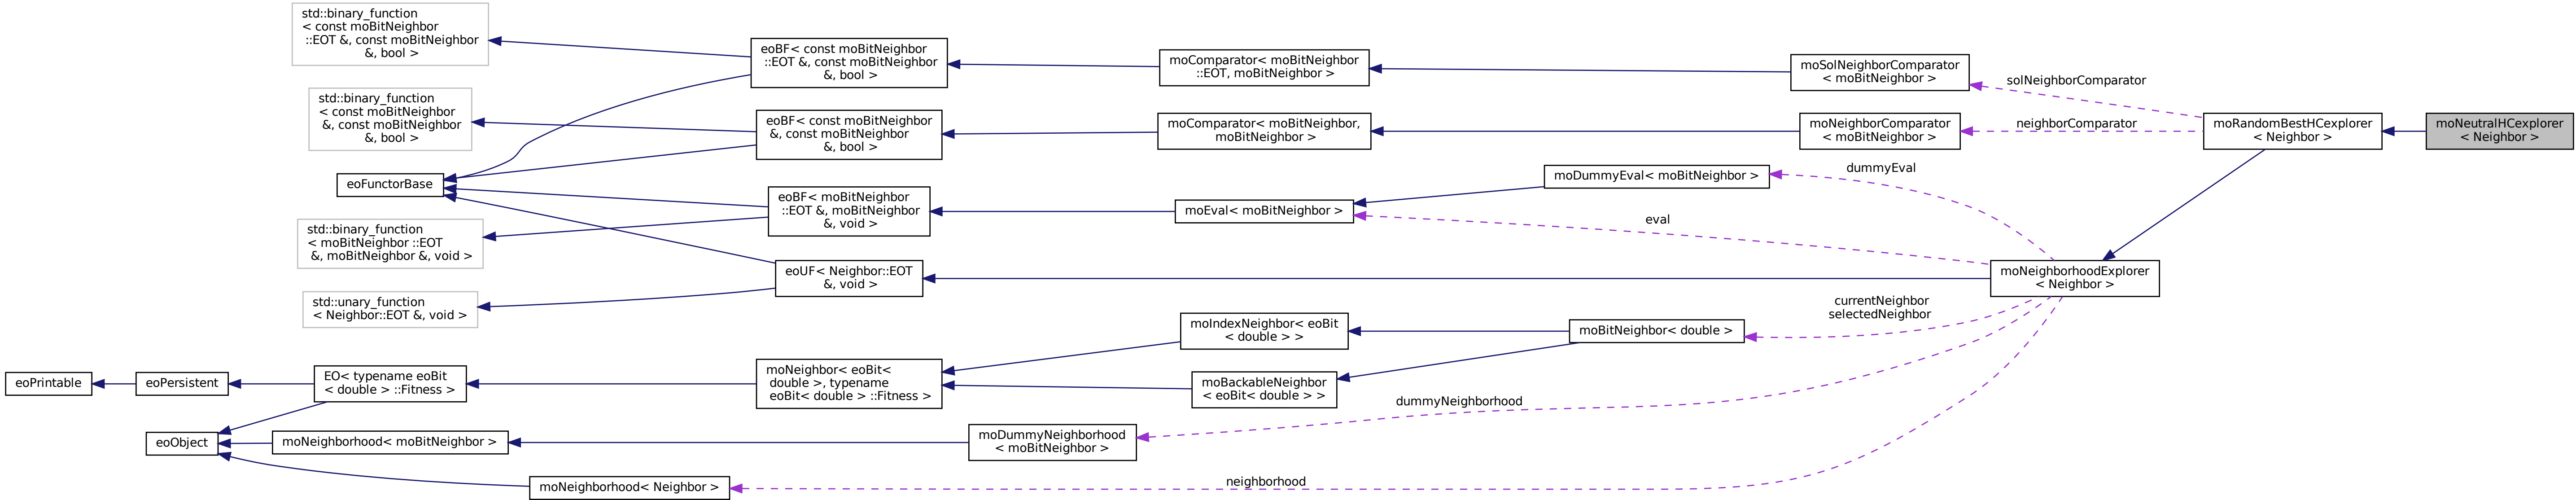 std::binary_function
< const moBitNeighbor
::EOT &, const moBitNeighbor
&, bool >
eoBF< const moBitNeighbor
::EOT &, const moBitNeighbor
&, bool >
moComparator< moBitNeighbor
::EOT, moBitNeighbor >
moSolNeighborComparator
< moBitNeighbor >
solNeighborComparator
std::binary_function
< const moBitNeighbor
&, const moBitNeighbor
&, bool >
eoBF< const moBitNeighbor
&, const moBitNeighbor
&, bool >
moComparator< moBitNeighbor,
moBitNeighbor >
moNeighborComparator
< moBitNeighbor >
neighborComparator
moRandomBestHCexplorer
< Neighbor >
moNeutralHCexplorer
< Neighbor >
eoFunctorBase
eoBF< moBitNeighbor
::EOT &, moBitNeighbor
&, void >
moEval< moBitNeighbor >
moDummyEval< moBitNeighbor >
dummyEval
eval
std::binary_function
< moBitNeighbor ::EOT
&, moBitNeighbor &, void >
eoUF< Neighbor::EOT
&, void >
moNeighborhoodExplorer
< Neighbor >
std::unary_function
< Neighbor::EOT &, void >
currentNeighbor
selectedNeighbor
moIndexNeighbor< eoBit
< double > >
moBitNeighbor< double >
eoPrintable
eoPersistent
EO< typename eoBit
< double > ::Fitness >
moNeighbor< eoBit<
double >, typename
eoBit< double > ::Fitness >
moBackableNeighbor
< eoBit< double > >
dummyNeighborhood
eoObject
moNeighborhood< moBitNeighbor >
moDummyNeighborhood
< moBitNeighbor >
moNeighborhood< Neighbor >
neighborhood